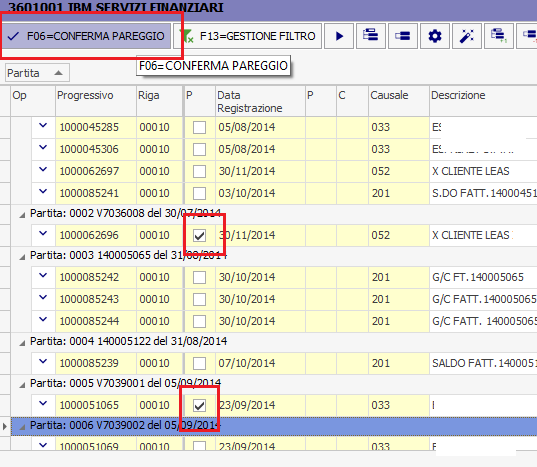 3601001 IBM SERVIZI FINANZIARI
F06=CONFERMA PAREGGIO F13=GESTIONE FILTRO
F06=CONFERMA PAREGGIO
Partita
Op Progressivo Riga P Data Registrazione P C Causale Descrizione
1000045285 00010 05/08/2014 033
1000045306 00010 05/08/2014 033
1000062697 00010 30/11/2014 052 X CLIENTE LEAS
1000085241 00010 03/10/2014 201 S.DO FATT.14000451
Partita: 0002 V7036008 del 30/07/2014
1000062696 00010 30/11/2014 052 X CLIENTE LEAS
Partita: 0003 140005065 del 31/08/2014
1000085242 00010 30/10/2014 201 G/C FT.140005065
1000085243 00010 30/10/2014 201 G/C FATT.140005065
1000085244 00010 30/10/2014 201 G/C FATT. 14000506
Partita: 0004 140005122 del 31/08/2014
1000085239 00010 07/10/2014 201 SALDO FATT.140005
Partita: 0005 V7039001 del 05/09/2014
1000051065 00010 23/09/2014 033
Partita: 0006 V7039002 del 05/09/2014
1000051069 00010 23/09/2014 033